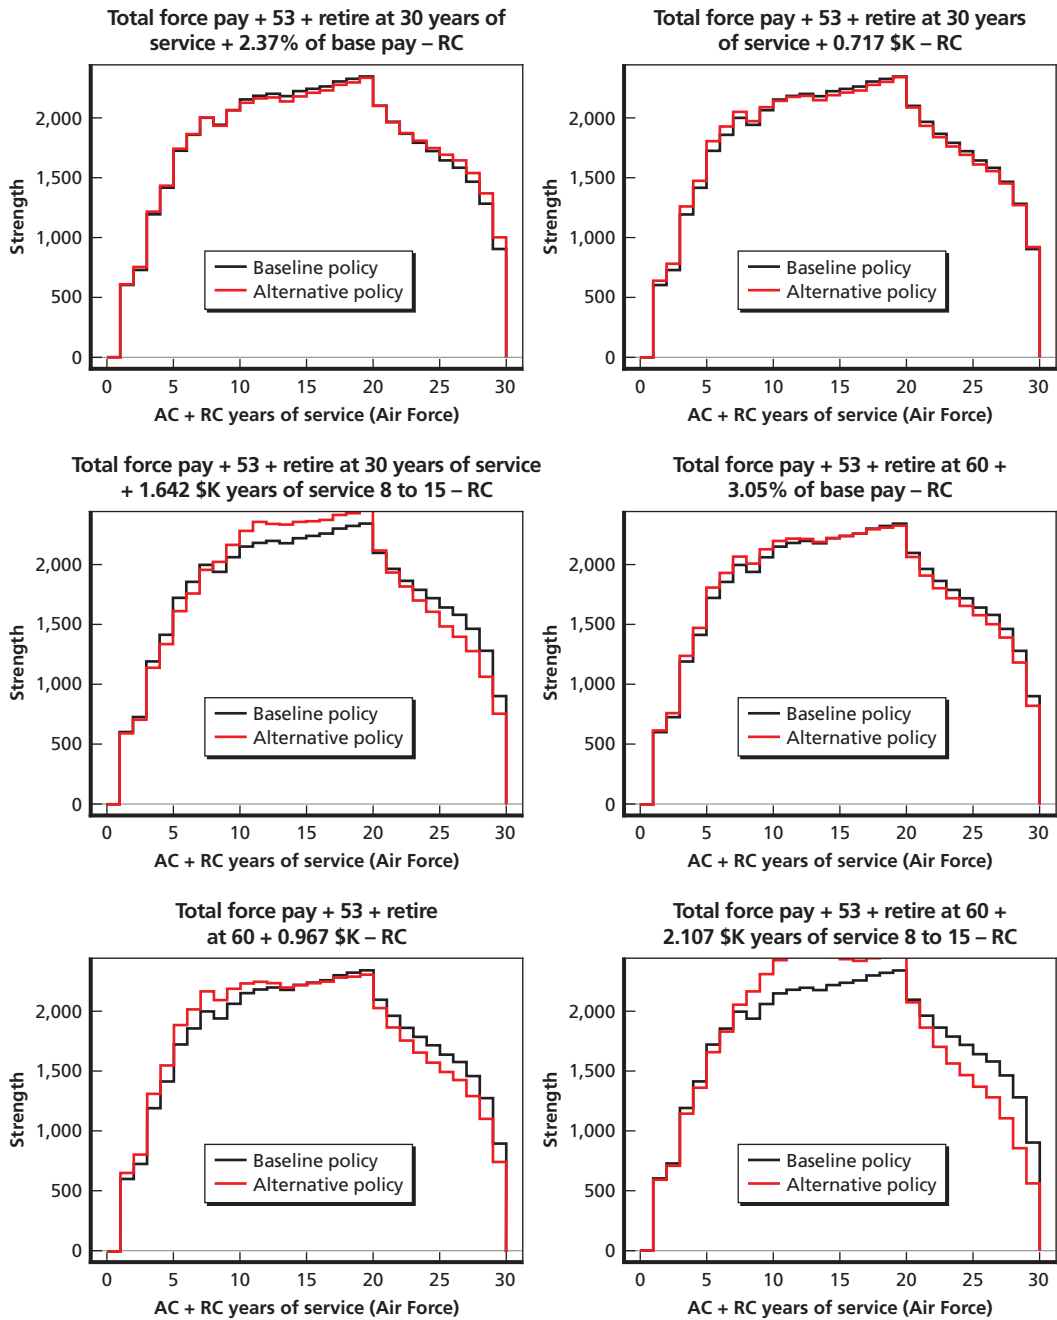 Total force pay + 53 + retire at 30 years of
service + 2.37% of base pay – RC
Strength
2,000
1,500
1,000
500
0
Baseline policy
Alternative policy
0 5 10 15 20 25 30
AC + RC years of service (Air Force)
Total force pay + 53 + retire at 30 years
of service + 0.717 $K – RC
Strength
2,000
1,500
1,000
500
0
Baseline policy
Alternative policy
0 5 10 15 20 25 30
AC + RC years of service (Air Force)
Total force pay + 53 + retire at 30 years of service
+ 1.642 $K years of service 8 to 15 – RC
Strength
2,000
1,500
1,000
500
0
Baseline policy
Alternative policy
0 5 10 15 20 25 30
AC + RC years of service (Air Force)
Total force pay + 53 + retire at 60 +
3.05% of base pay – RC
Strength
2,000
1,500
1,000
500
0
Baseline policy
Alternative policy
0 5 10 15 20 25 30
AC + RC years of service (Air Force)
Total force pay + 53 + retire
at 60 + 0.967 $K – RC
Strength
2,000
1,500
1,000
500
0
Baseline policy
Alternative policy
0 5 10 15 20 25 30
AC + RC years of service (Air Force)
Total force pay + 53 + retire at 60 +
2.107 $K years of service 8 to 15 – RC
Strength
2,000
1,500
1,000
500
0
Baseline policy
Alternative policy
0 5 10 15 20 25 30
AC + RC years of service (Air Force)